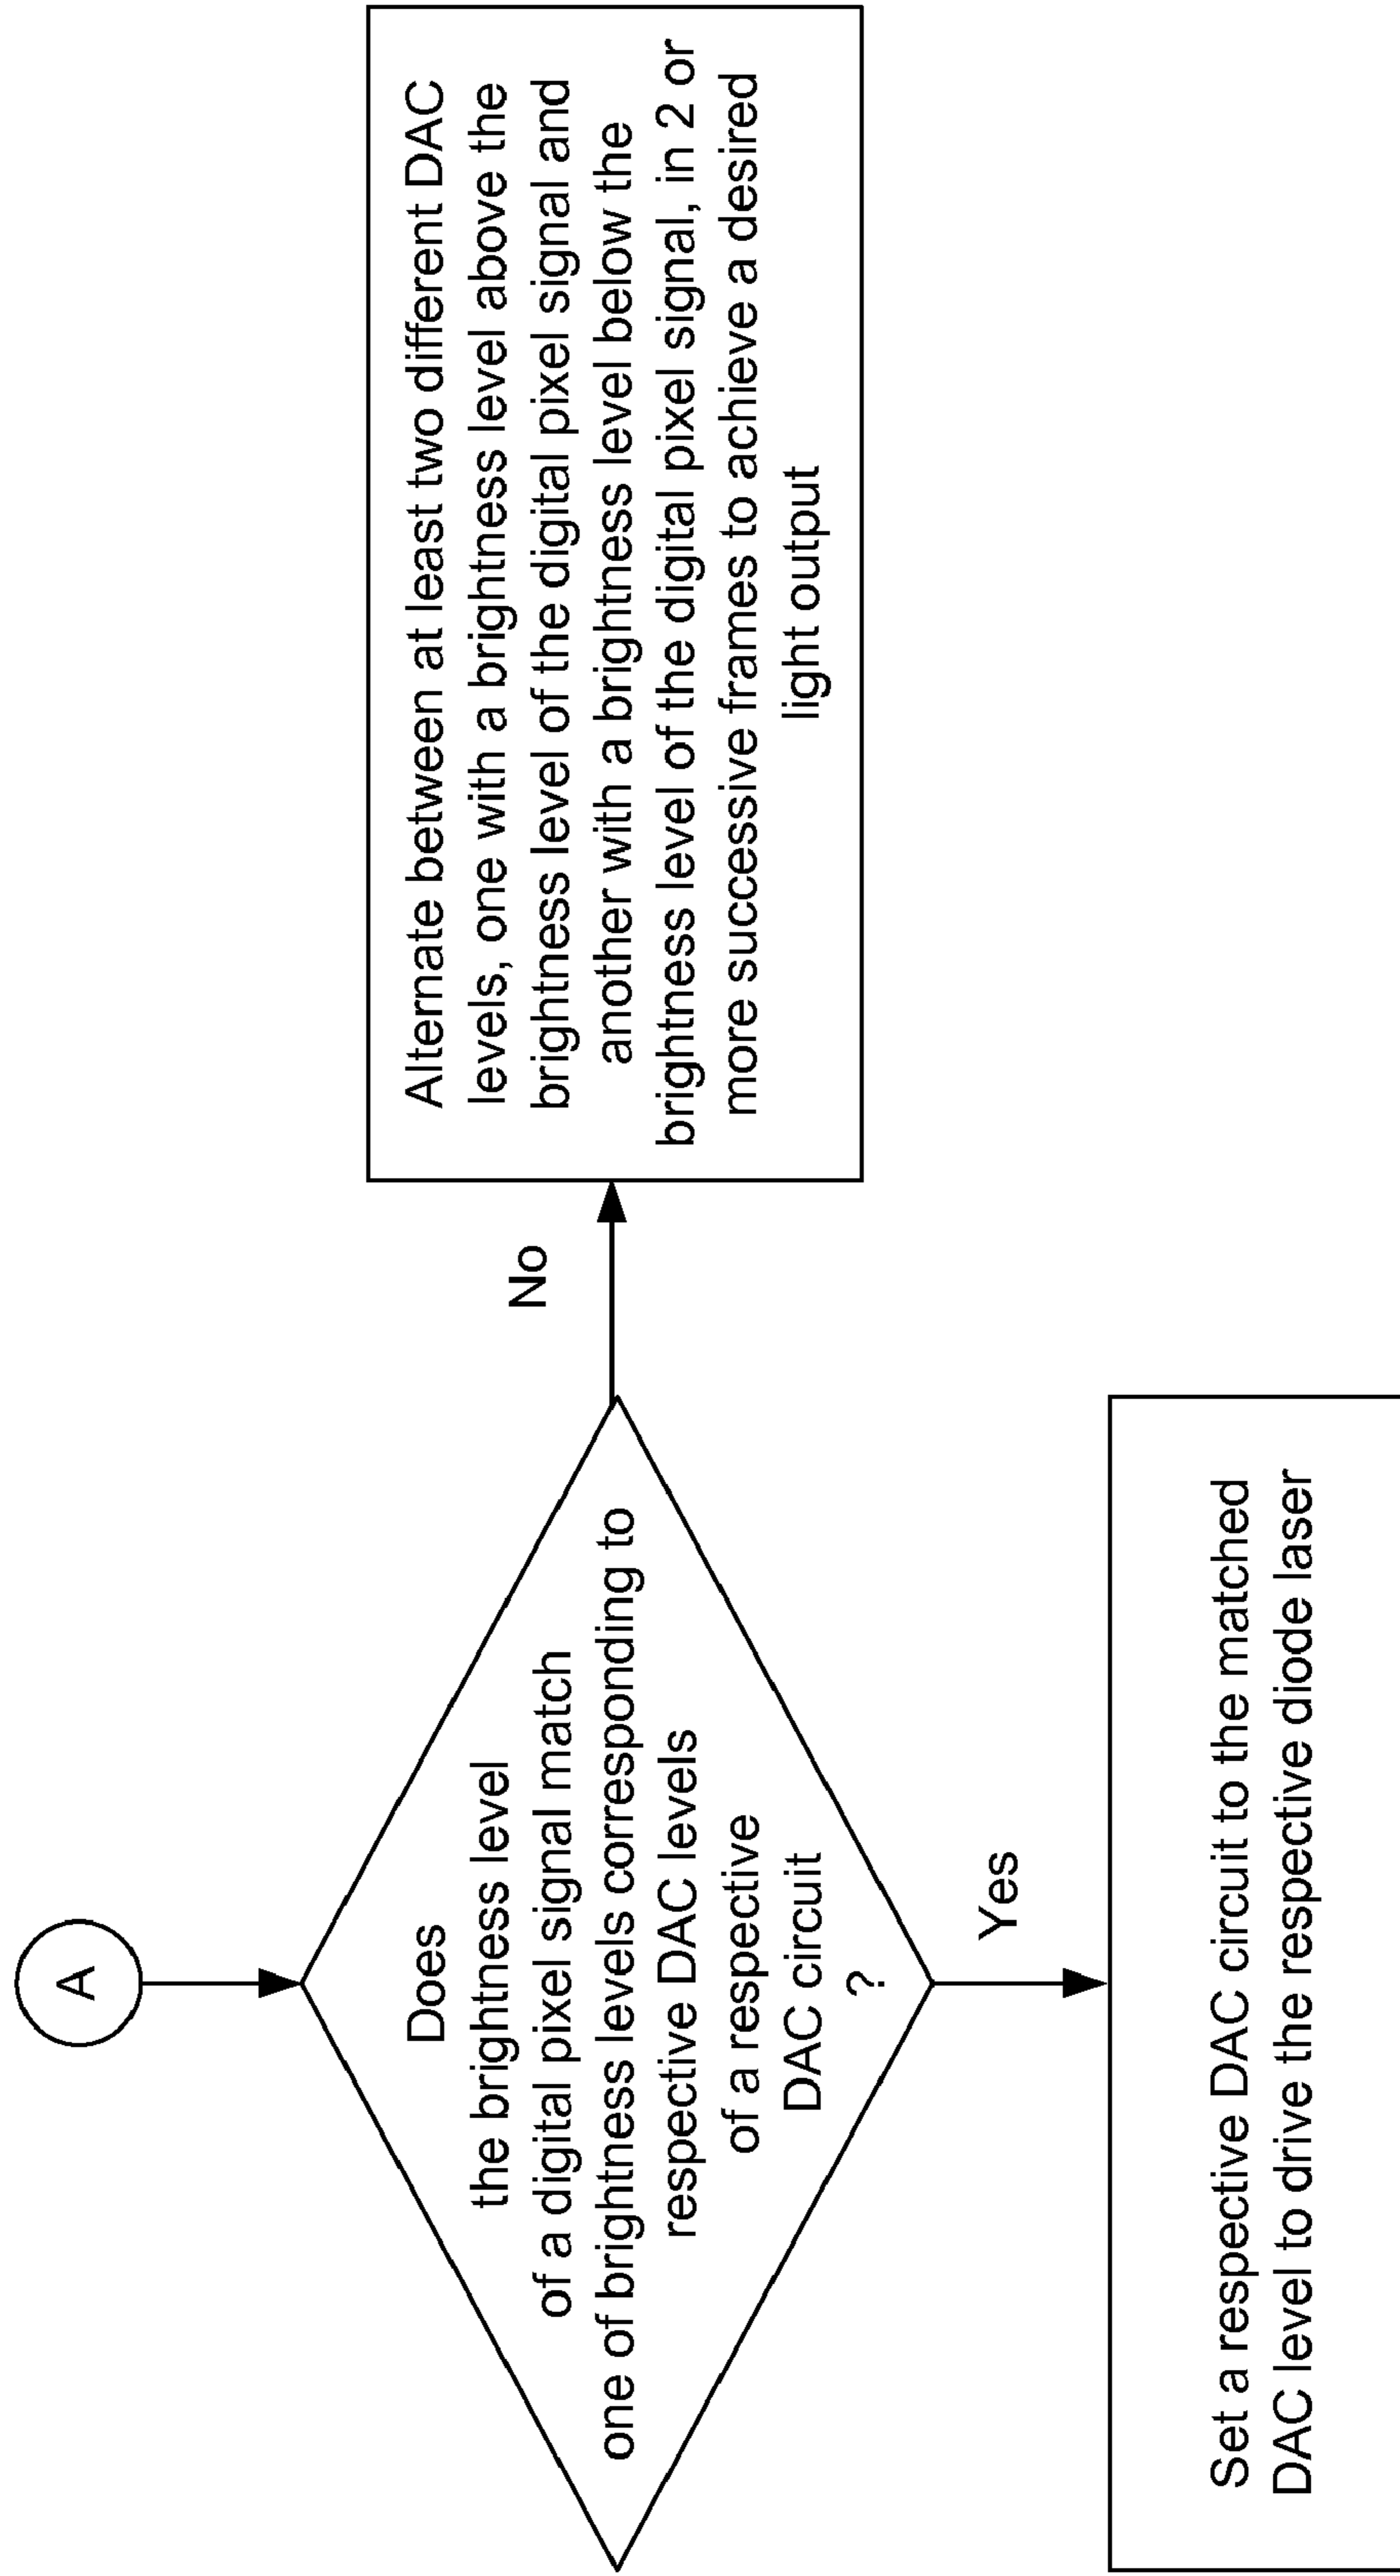 A
Does
the brightness level
of a digital pixel signal match
one of brightness levels corresponding to
respective DAC levels
of a respective
DAC circuit
?
No
Alternate between at least two different DAC
levels, one with a brightness level above the
brightness level of the digital pixel signal and
another with a brightness level below the
brightness level of the digital pixel signal, in 2 or
more successive frames to achieve a desired
light output
Yes
Set a respective DAC circuit to the matched
DAC level to drive the respective diode laser